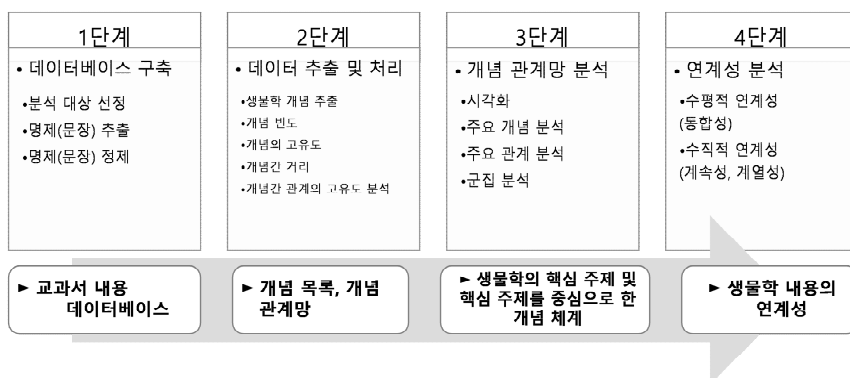 1단계
• 데이터베이스 구축
•분석 대상 선정
•명제(문장) 추출
•명제(문장) 정제
2단계
• 데이터 추출 및 처리
•생물학 개념 추출
•개념 빈도
•개념의 고유도
•개념간 거리
•개념간 관계의 고유도 분석
3단계
• 개념 관계망 분석
•시각화
•주요 개념 분석
•주요 관계 분석
•군집 분석
4단계
• 연계성 분석
•수평적 연계성
(통합성)
•수직적 연계성
(계속성, 계열성)
► 교과서 내용
데이터베이스
► 개념 목록, 개념
관계망
► 생물학의 핵심 주제 및
핵심 주제를 중심으로 한
개념 체계
► 생물학 내용의
연계성